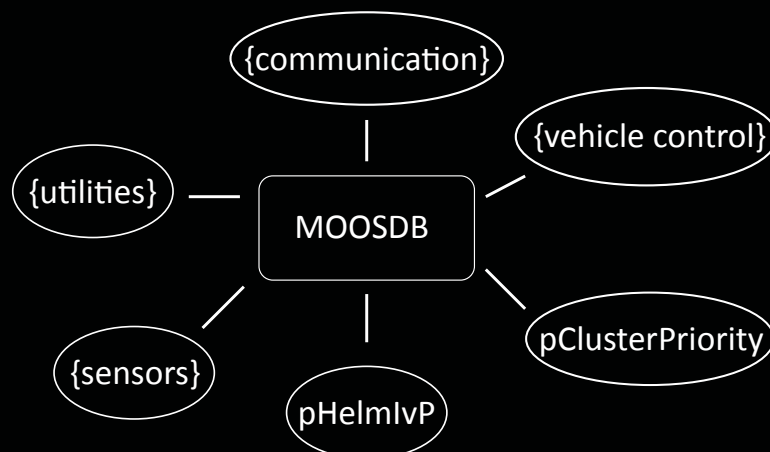 {communication}
{vehicle control}
{utilities}
MOOSDB
pClusterPriority
{sensors}
pHelmIvP